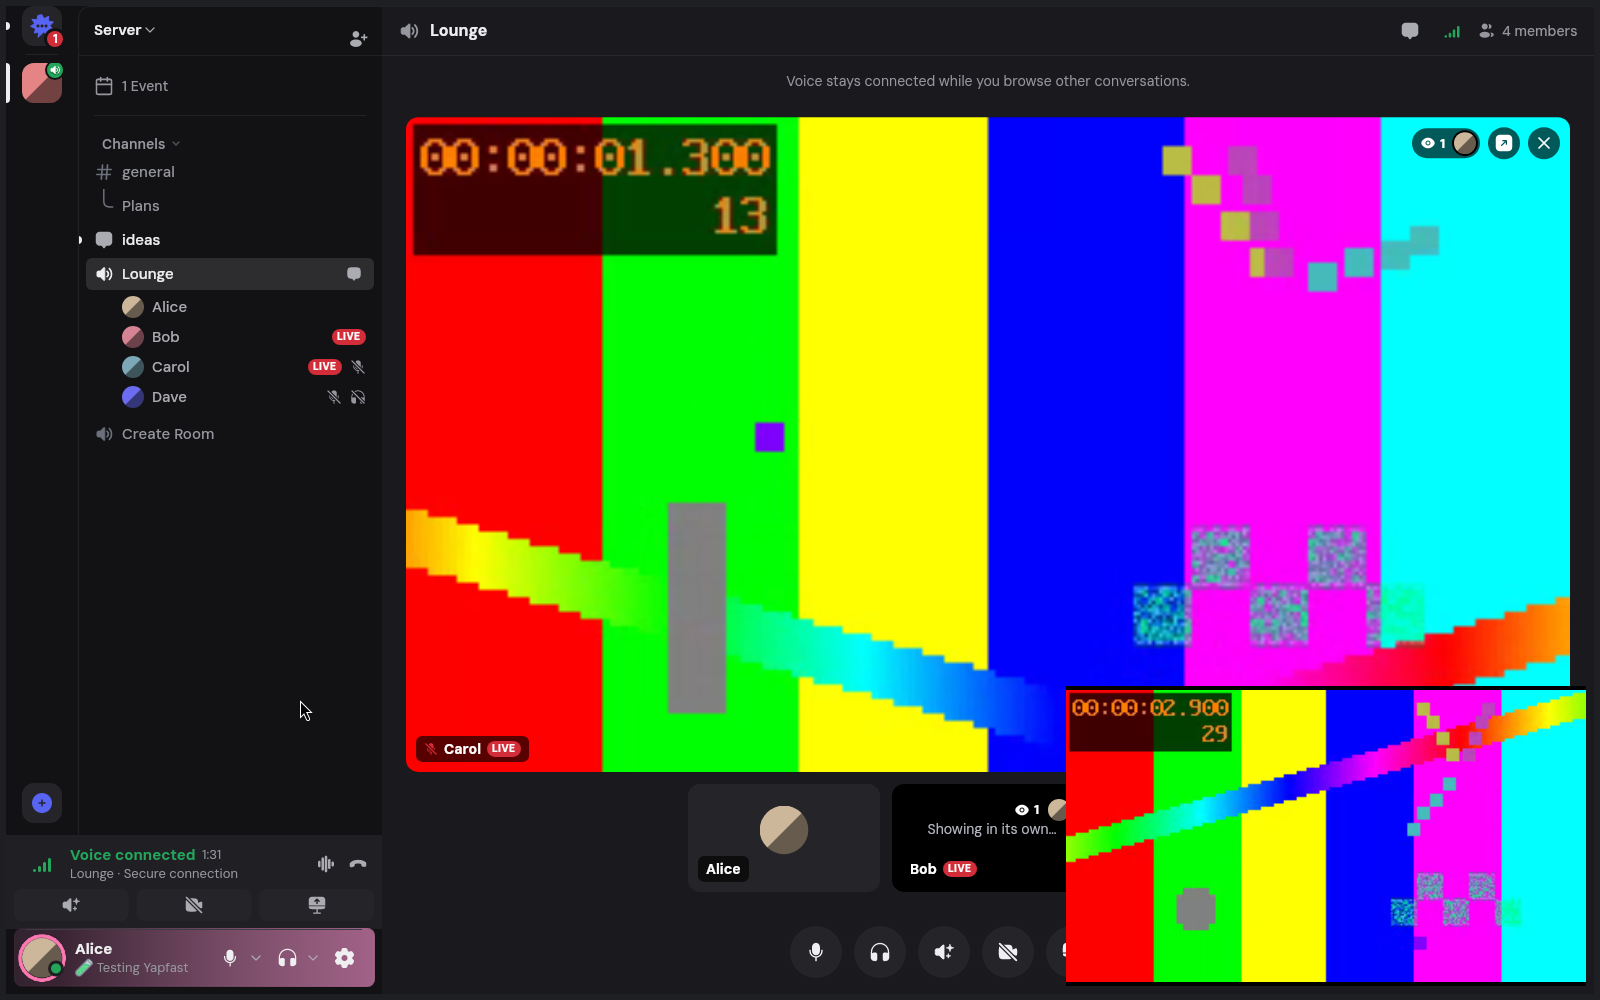 1
Server
1 Event
Channels
general
Plans
ideas
Lounge
Alice
Bob
LIVE
Carol
LIVE
Dave
Create Room
Voice connected 1:31
Lounge · Secure connection
Alice
Testing Yapfast
Lounge
4 members
Voice stays connected while you browse other conversations.
00:00:01.300
13
1
Carol LIVE
Alice
1
Showing in its own...
Bob LIVE
00:00:02.900
29